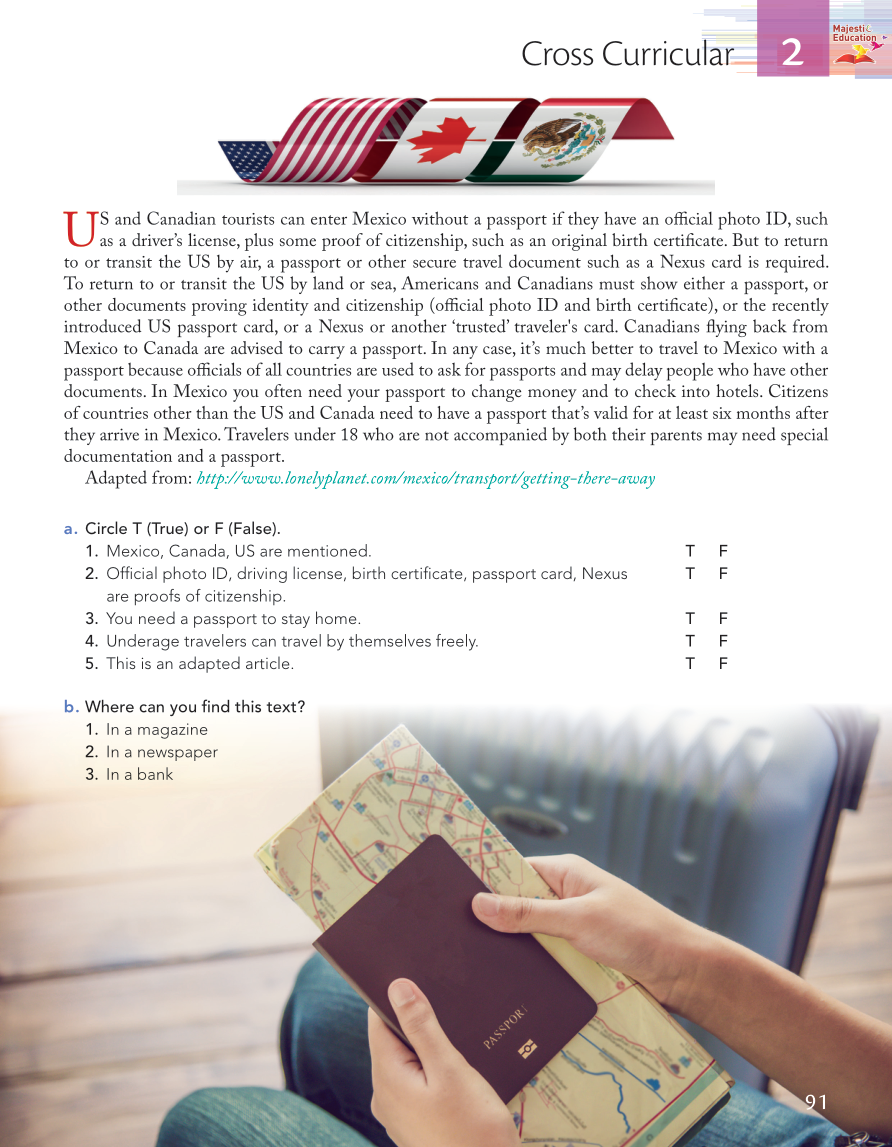 Cross Curricular
2
Majestic
Education
US and Canadian tourists can enter Mexico without a passport if they have an official photo ID, such
as a driver’s license, plus some proof of citizenship, such as an original birth certificate. But to return
to or transit the US by air, a passport or other secure travel document such as a Nexus card is required.
To return to or transit the US by land or sea, Americans and Canadians must show either a passport, or
other documents proving identity and citizenship (official photo ID and birth certificate), or the recently
introduced US passport card, or a Nexus or another ‘trusted’ traveler's card. Canadians flying back from
Mexico to Canada are advised to carry a passport. In any case, it’s much better to travel to Mexico with a
passport because officials of all countries are used to ask for passports and may delay people who have other
documents. In Mexico you often need your passport to change money and to check into hotels. Citizens
of countries other than the US and Canada need to have a passport that’s valid for at least six months after
they arrive in Mexico. Travelers under 18 who are not accompanied by both their parents may need special
documentation and a passport.
Adapted from: http://www.lonelyplanet.com/mexico/transport/getting-there-away
a. Circle T (True) or F (False).
1. Mexico, Canada, US are mentioned. T F
2. Official photo ID, driving license, birth certificate, passport card, Nexus T F
are proofs of citizenship.
3. You need a passport to stay home. T F
4. Underage travelers can travel by themselves freely. T F
5. This is an adapted article. T F
b. Where can you find this text?
1. In a magazine
2. In a newspaper
3. In a bank
PASSPORT
91